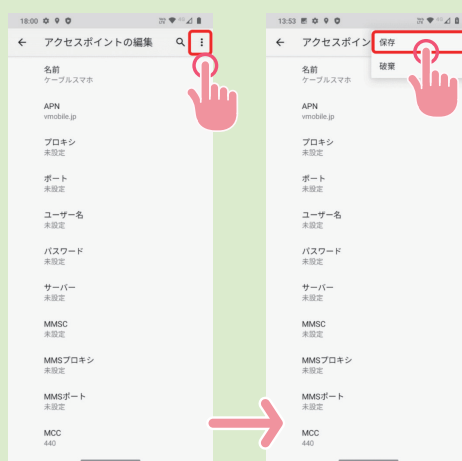 18:00
アクセスポイントの編集
名前
ケーブルスマホ
APN
vmobile.jp
プロキシ
未設定
ポート
未設定
ユーザー名
未設定
パスワード
未設定
サーバー
未設定
MMSC
未設定
MMSプロキシ
未設定
MMSポート
未設定
MCC
440
13:53
アクセスポイン
保存
破棄
名前
ケーブルスマホ
APN
vmobile.jp
プロキシ
未設定
ポート
未設定
ユーザー名
未設定
パスワード
未設定
サーバー
未設定
MMSC
未設定
MMSプロキシ
未設定
MMSポート
未設定
MCC
440